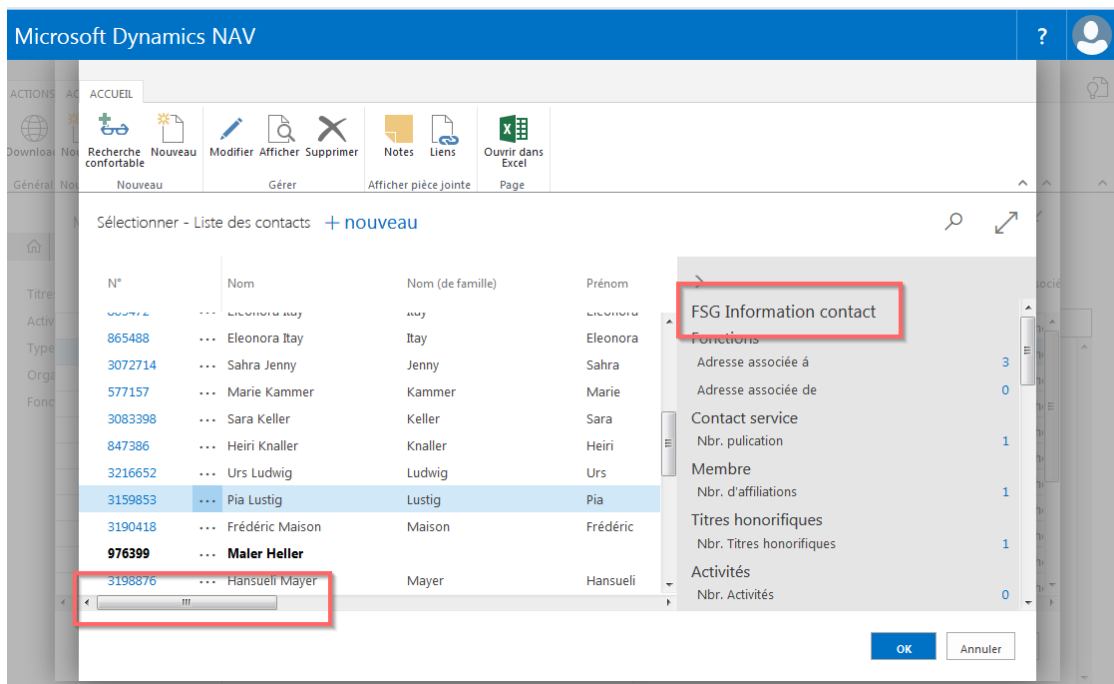 Microsoft Dynamics NAV ?
ACTIONS AC ACCUEIL
Recherche confortable Nouveau Modifier Afficher Supprimer Notes Liens Ouvrir dans Excel
Général Nouveau Gérer Afficher pièce jointe Page
Sélectionner - Liste des contacts + nouveau
N° Nom Nom (de famille) Prénom
FSG Information contact
Fonctions
865488 ... Eleonora Itay Itay Eleonora
Adresse associée á 3
3072714 ... Sahra Jenny Jenny Sahra
577157 ... Marie Kammer Kammer Marie
Adresse associée de 0
3083398 ... Sara Keller Keller Sara
Contact service
847386 ... Heiri Knaller Knaller Heiri
Nbr. pulication 1
3216652 ... Urs Ludwig Ludwig Urs
Membre
3159853 ... Pia Lustig Lustig Pia
Nbr. d'affiliations 1
3190418 ... Frédéric Maison Maison Frédéric
Titres honorifiques
976399 ... Maler Heller
Nbr. Titres honorifiques 1
3198876 ... Hansueli Mayer Mayer Hansueli
Activités
Nbr. Activités 0
OK Annuler